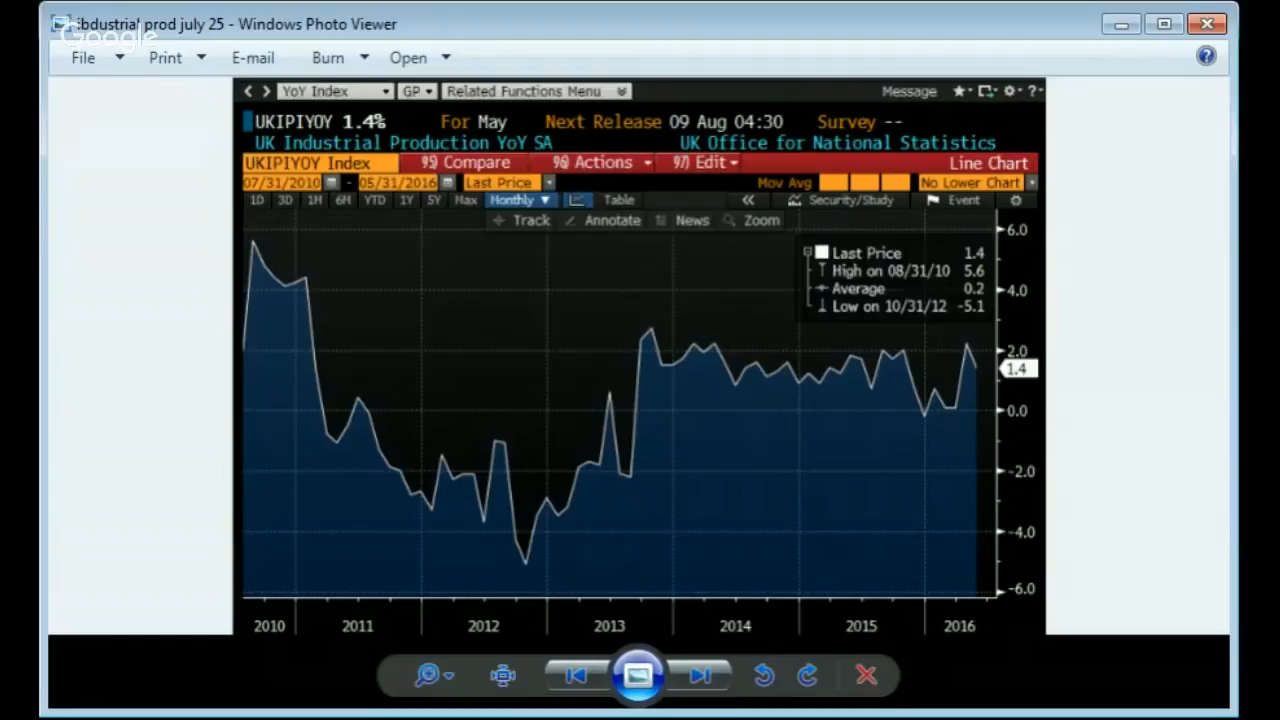 ibdustrial prod july 25 - Windows Photo Viewer
Google
File Print E-mail Burn Open
YoY Index GP Related Functions Menu Message
UKIPIYOY 1.4% For May Next Release 09 Aug 04:30 Survey --
UK Industrial Production YoY SA UK Office for National Statistics
UKIPIYOY Index 99) Compare 98) Actions 97) Edit Line Chart
07/31/2010 - 05/31/2016 Last Price Mov Avg No Lower Chart
1D 3D 1M 6M YTD 1Y 5Y Max Monthly ▼ Table « Security/Study Event
Track Annotate News Zoom
Last Price 1.4
High on 08/31/10 5.6
Average 0.2
Low on 10/31/12 -5.1
6.0
4.0
2.0
1.4
0.0
-2.0
-4.0
-6.0
2010 2011 2012 2013 2014 2015 2016